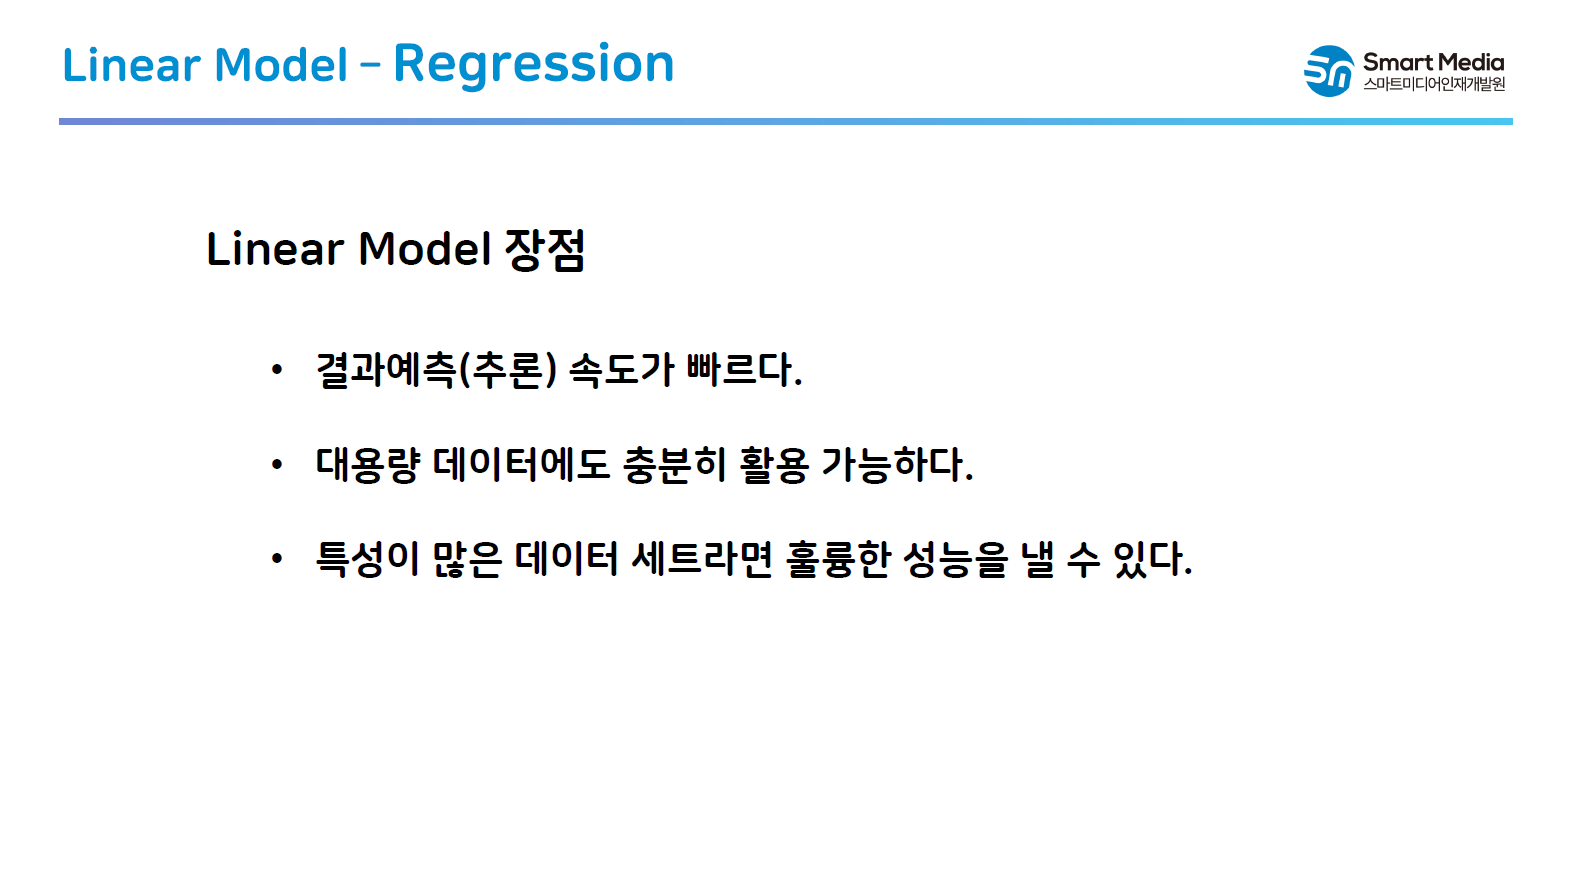 Linear Model – Regression
Smart Media
스마트미디어인재개발원
Linear Model 장점
• 결과예측(추론) 속도가 빠르다.
• 대용량 데이터에도 충분히 활용 가능하다.
• 특성이 많은 데이터 세트라면 훌륭한 성능을 낼 수 있다.